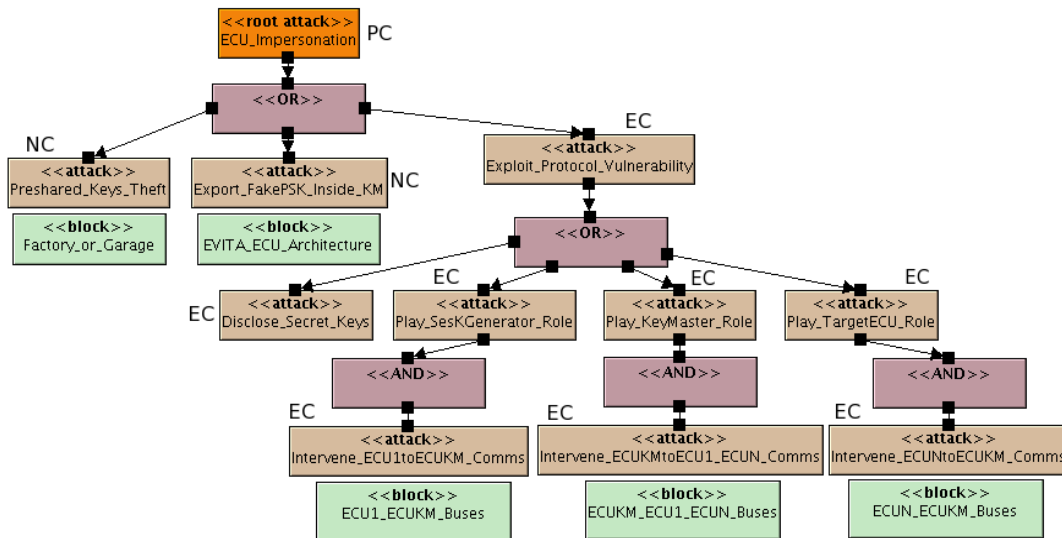 <<root attack>>
ECU_Impersonation
PC
<<OR>>
NC
<<attack>>
Preshared_Keys_Theft
<<attack>>
Export_FakePSK_Inside_KM
NC
EC
<<attack>>
Exploit_Protocol_Vulnerability
<<block>>
Factory_or_Garage
<<block>>
EVITA_ECU_Architecture
<<OR>>
EC
<<attack>>
Disclose_Secret_Keys
EC
<<attack>>
Play_SesKGenerator_Role
EC
<<attack>>
Play_KeyMaster_Role
EC
<<attack>>
Play_TargetECU_Role
<<AND>>
<<AND>>
<<AND>>
EC
<<attack>>
Intervene_ECU1toECUKM_Comms
EC
<<attack>>
Intervene_ECUKMtoECU1_ECUN_Comms
EC
<<attack>>
Intervene_ECUNtoECUKM_Comms
<<block>>
ECU1_ECUKM_Buses
<<block>>
ECUKM_ECU1_ECUN_Buses
<<block>>
ECUN_ECUKM_Buses